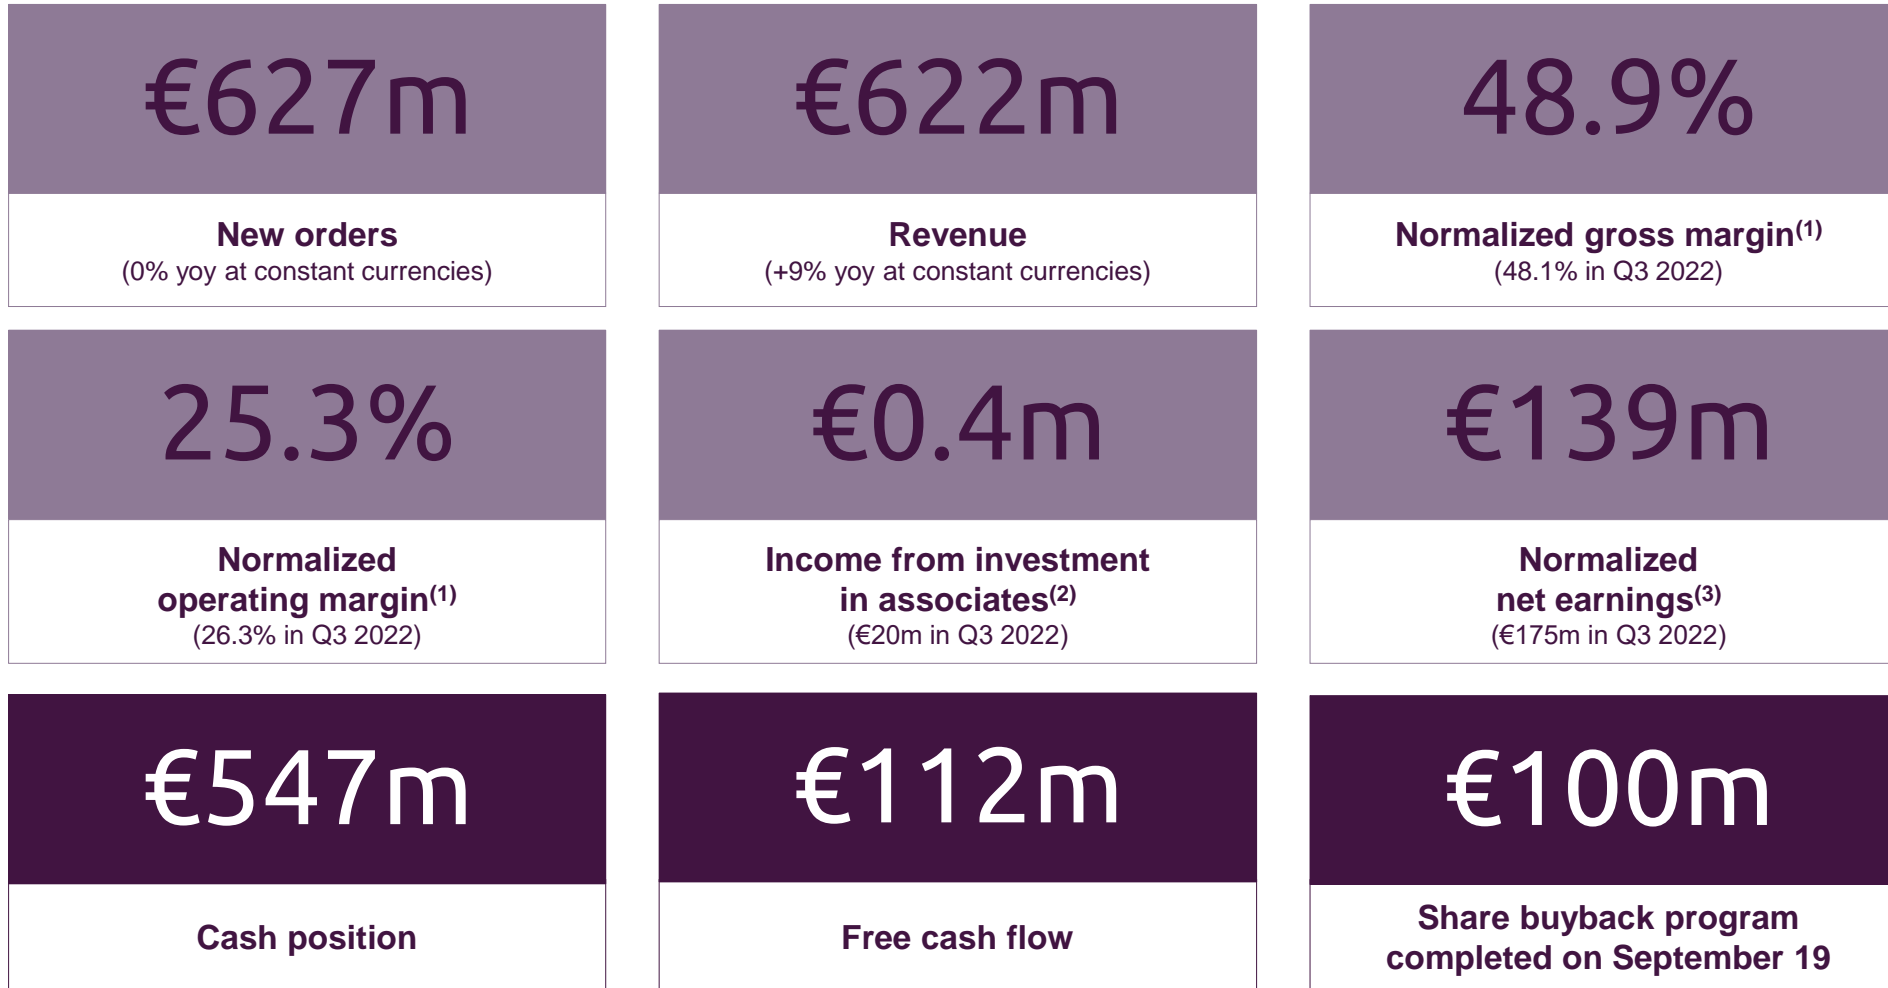 €627m
New orders
(0% yoy at constant currencies)
€622m
Revenue
(+9% yoy at constant currencies)
48.9%
Normalized gross margin(1)
(48.1% in Q3 2022)
25.3%
Normalized
operating margin(1)
(26.3% in Q3 2022)
€0.4m
Income from investment
in associates(2)
(€20m in Q3 2022)
€139m
Normalized
net earnings(3)
(€175m in Q3 2022)
€547m
Cash position
€112m
Free cash flow
€100m
Share buyback program
completed on September 19